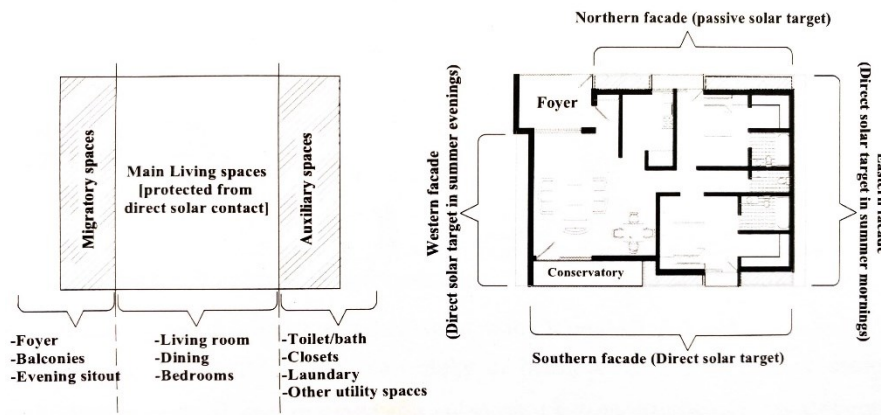 Northern facade (passive solar target)
Migratory spaces
Main Living spaces
[protected from
direct solar contact]
Auxiliary spaces
-Foyer
-Balconies
-Evening sitout
-Living room
-Dining
-Bedrooms
-Toilet/bath
-Closets
-Laundary
-Other utility spaces
Western facade
(Direct solar target in summer evenings)
Foyer
Conservatory
Eastern facade
(Direct solar target in summer mornings)
Southern facade (Direct solar target)